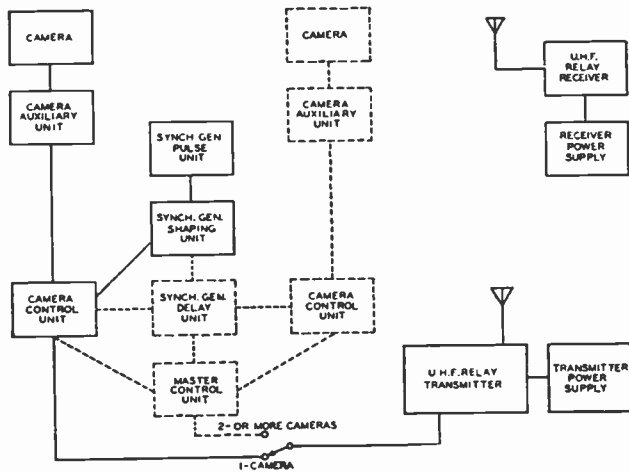 CAMERA
CAMERA
AUXILIARY UNIT
SYNCH GEN
PULSE
UNIT
SYNCH. GEN.
SHAPING UNIT
CAMERA
CONTROL
UNIT
SYNCH. GEN.
DELAY
UNIT
MASTER
CONTROL
UNIT
CAMERA
CAMERA
AUXILIARY
UNIT
CAMERA
CONTROL
UNIT
2-OR MORE CAMERAS
1-CAMERA
U.H.F.
RELAY
RECEIVER
RECEIVER
POWER
SUPPLY
U.H.F. RELAY
TRANSMITTER
TRANSMITTER
POWER
SUPPLY